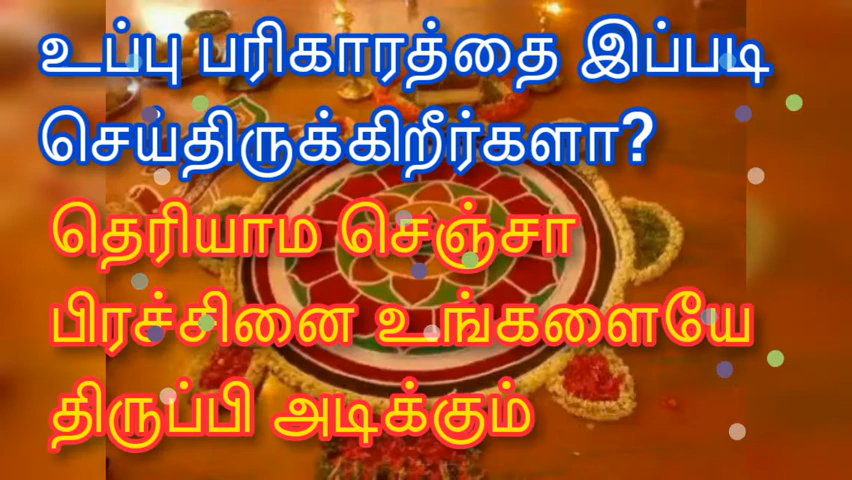 உப்பு பரிகாரத்தை இப்படி
செய்திருக்கிறீர்களா?
தெரியாம செஞ்சா
பிரச்சினை உங்களையே
திருப்பி அடிக்கும்